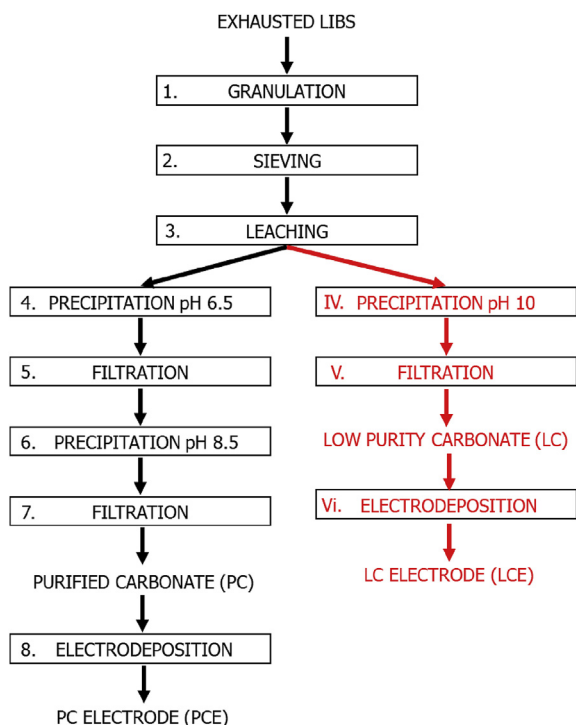 EXHAUSTED LIBS
1. GRANULATION
2. SIEVING
3. LEACHING
4. PRECIPITATION pH 6.5
5. FILTRATION
6. PRECIPITATION pH 8.5
7. FILTRATION
PURIFIED CARBONATE (PC)
8. ELECTRODEPOSITION
PC ELECTRODE (PCE)
IV. PRECIPITATION pH 10
V. FILTRATION
LOW PURITY CARBONATE (LC)
Vi. ELECTRODEPOSITION
LC ELECTRODE (LCE)